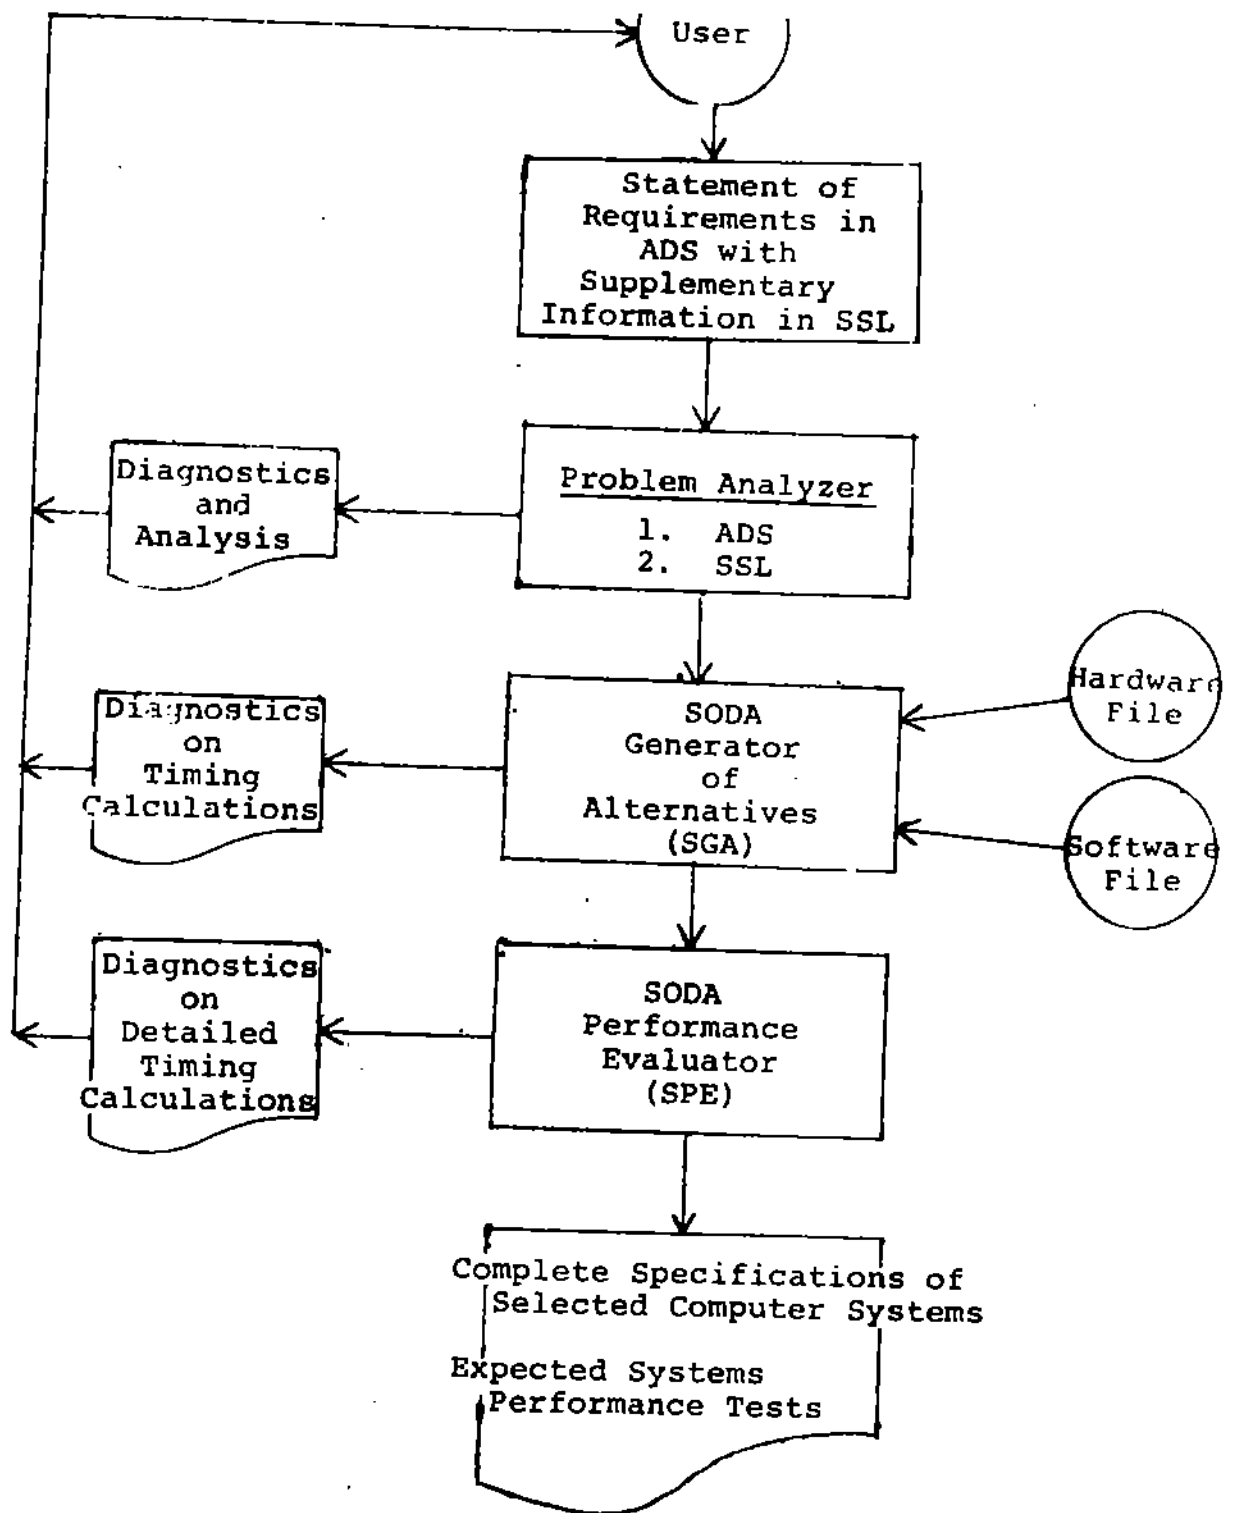 User
Statement of
Requirements in
ADS with
Supplementary
Information in SSL
Problem Analyzer
1. ADS
2. SSL
Diagnostics
and
Analysis
SODA
Generator
of
Alternatives
(SGA)
Hardware
File
Software
File
Diagnostics
on
Timing
Calculations
SODA
Performance
Evaluator
(SPE)
Diagnostics
on
Detailed
Timing
Calculations
Complete Specifications of
Selected Computer Systems
Expected Systems
Performance Tests